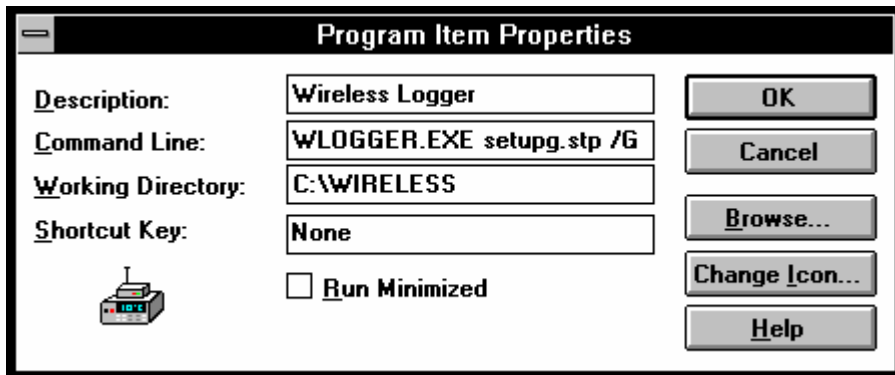 Program Item Properties
Description: Wireless Logger OK
Command Line: WLOGGER.EXE setupg.stp /G Cancel
Working Directory: C:\WIRELESS
Browse...
Shortcut Key: None
Change Icon...
Run Minimized
10°C
Help